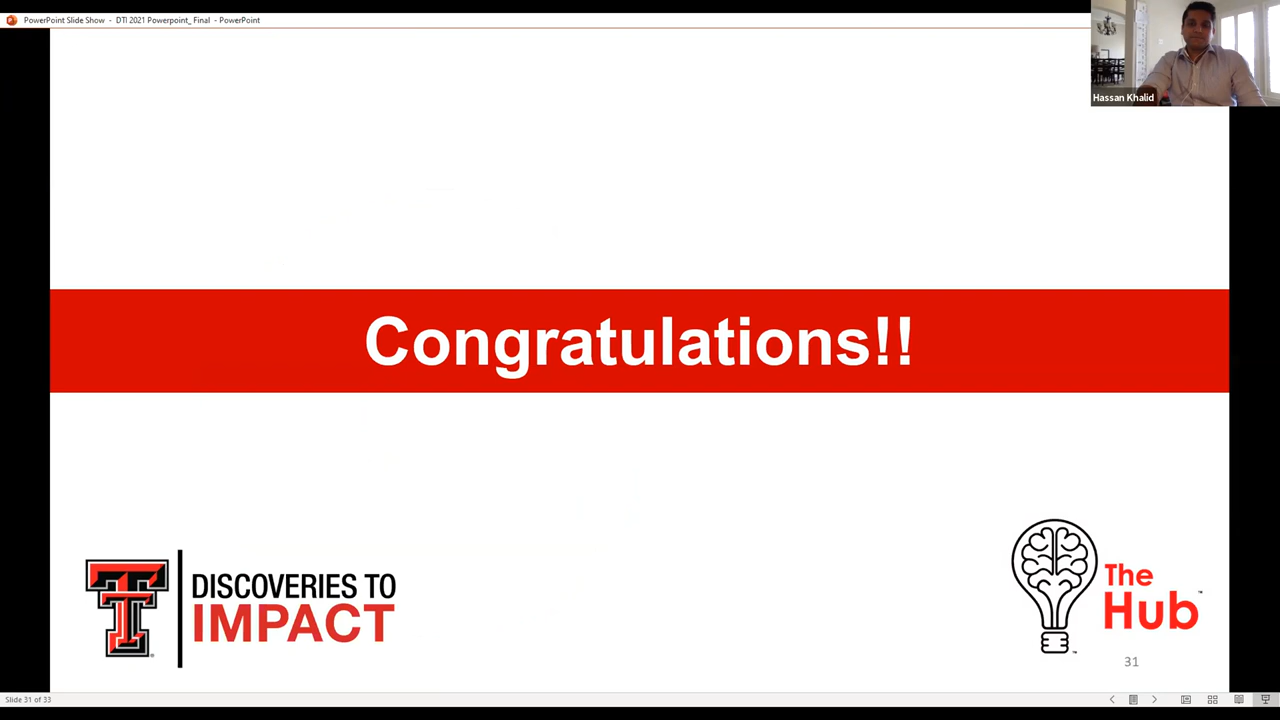 PowerPoint Slide Show - DTI 2021 Powerpoint_ Final - PowerPoint
Hassan Khalid
Congratulations!!
DISCOVERIES TO
IMPACT
The
Hub
™
31
Slide 31 of 33